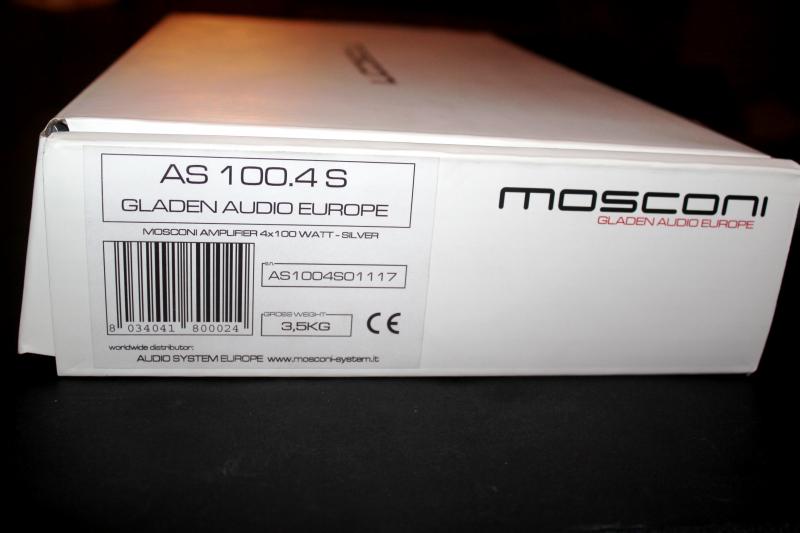 MOSCONI
AS 100.4 S
GLADEN AUDIO EUROPE
MOSCONI AMPLIFIER 4x100 WATT - SILVER
s.n.
AS1004S01117
8 034041 800024
GROSS WEIGHT
3,5KG
CE
worldwide distributor:
AUDIO SYSTEM EUROPE www.mosconi-system.it
mosconi
GLADEN AUDIO EUROPE